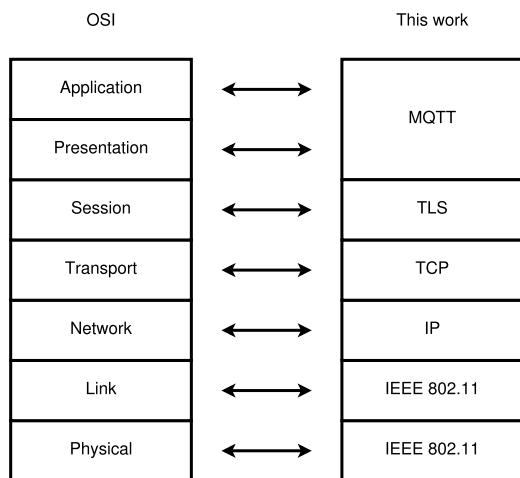 OSI This work
Application
MQTT
Presentation
Session TLS
Transport TCP
Network IP
Link IEEE 802.11
Physical IEEE 802.11